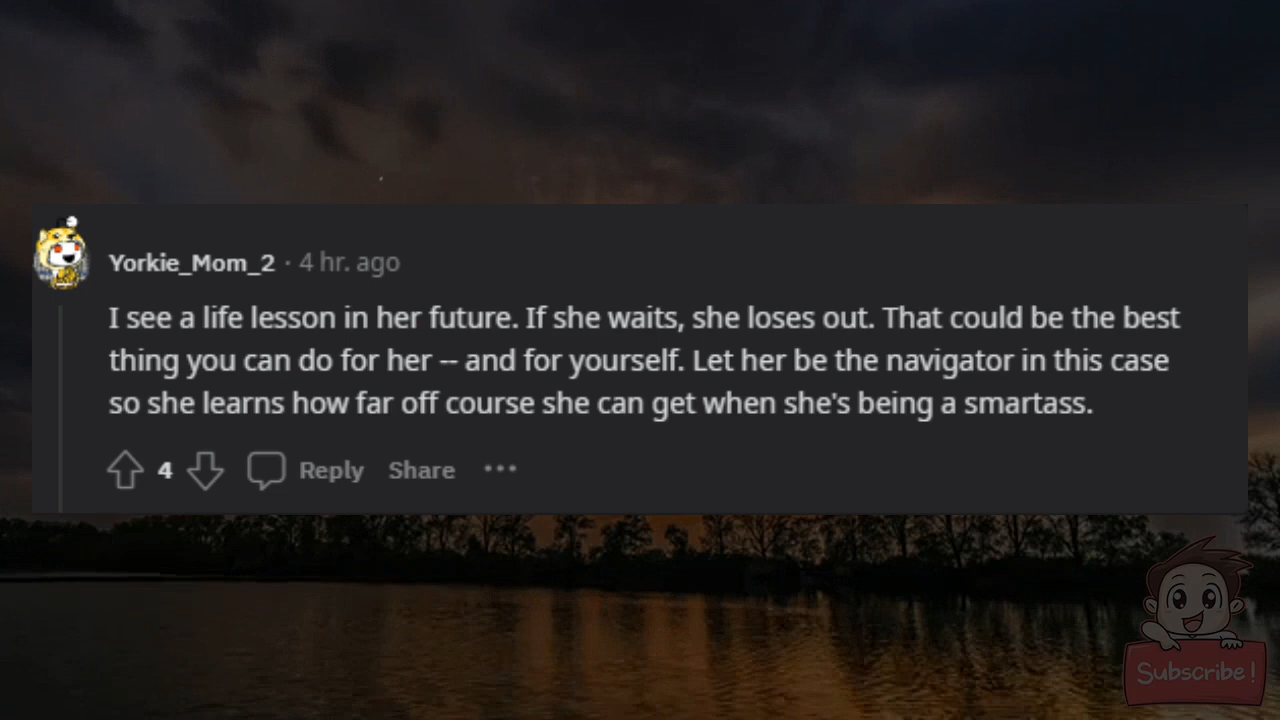 Yorkie_Mom_2 · 4 hr. ago
I see a life lesson in her future. If she waits, she loses out. That could be the best
thing you can do for her -- and for yourself. Let her be the navigator in this case
so she learns how far off course she can get when she's being a smartass.
4 Reply Share ···
Subscribe!